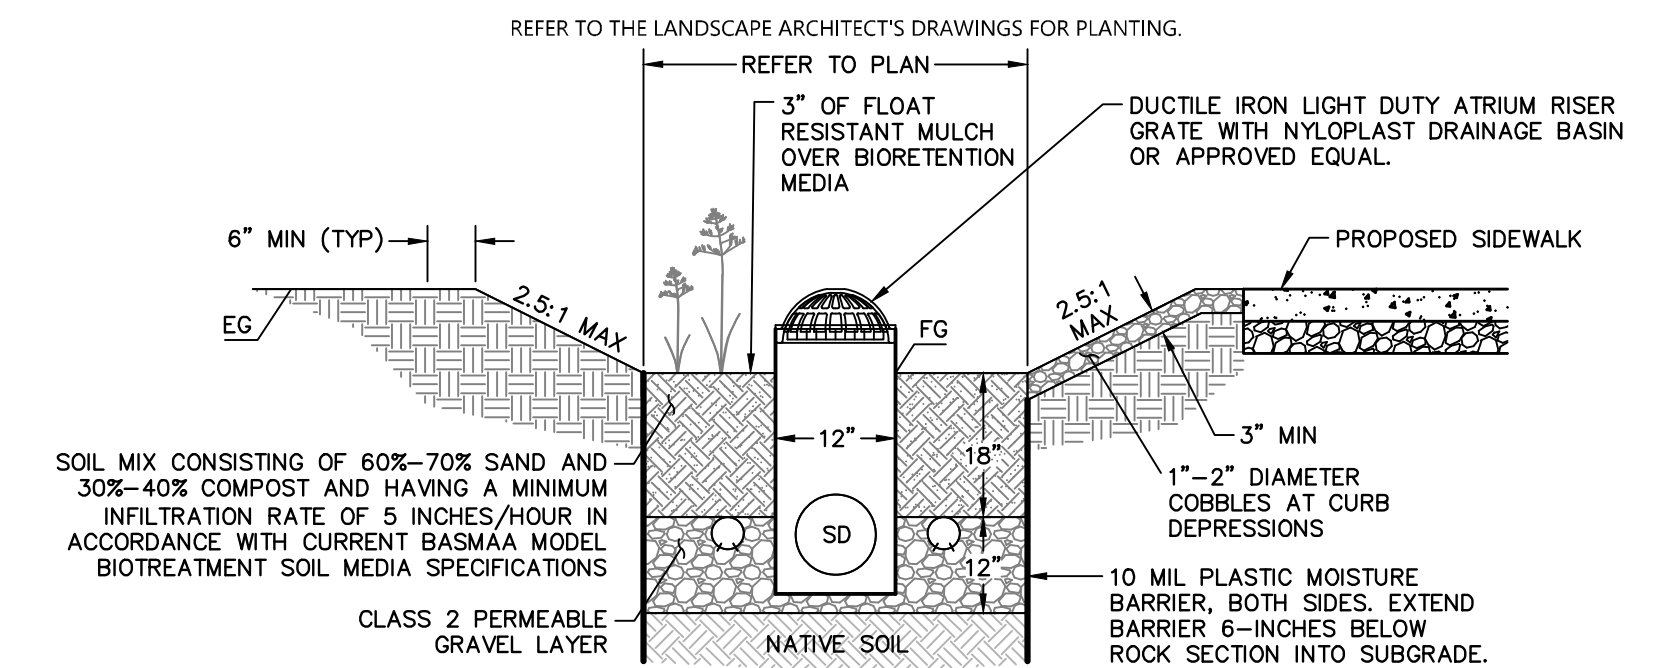 REFER TO THE LANDSCAPE ARCHITECT'S DRAWINGS FOR PLANTING.
REFER TO PLAN
3” OF FLOAT
RESISTANT MULCH
OVER BIORETENTION
MEDIA
DUCTILE IRON LIGHT DUTY ATRIUM RISER
GRATE WITH NYLOPLAST DRAINAGE BASIN
OR APPROVED EQUAL.
6” MIN (TYP)
PROPOSED SIDEWALK
2.5:1 MAX
2.5:1
MAX
EG
FG
12”
18”
3” MIN
SOIL MIX CONSISTING OF 60%–70% SAND AND
30%–40% COMPOST AND HAVING A MINIMUM
INFILTRATION RATE OF 5 INCHES/HOUR IN
ACCORDANCE WITH CURRENT BASMAA MODEL
BIOTREATMENT SOIL MEDIA SPECIFICATIONS
1”–2” DIAMETER
COBBLES AT CURB
DEPRESSIONS
SD
12”
10 MIL PLASTIC MOISTURE
BARRIER, BOTH SIDES. EXTEND
BARRIER 6–INCHES BELOW
ROCK SECTION INTO SUBGRADE.
CLASS 2 PERMEABLE
GRAVEL LAYER
NATIVE SOIL